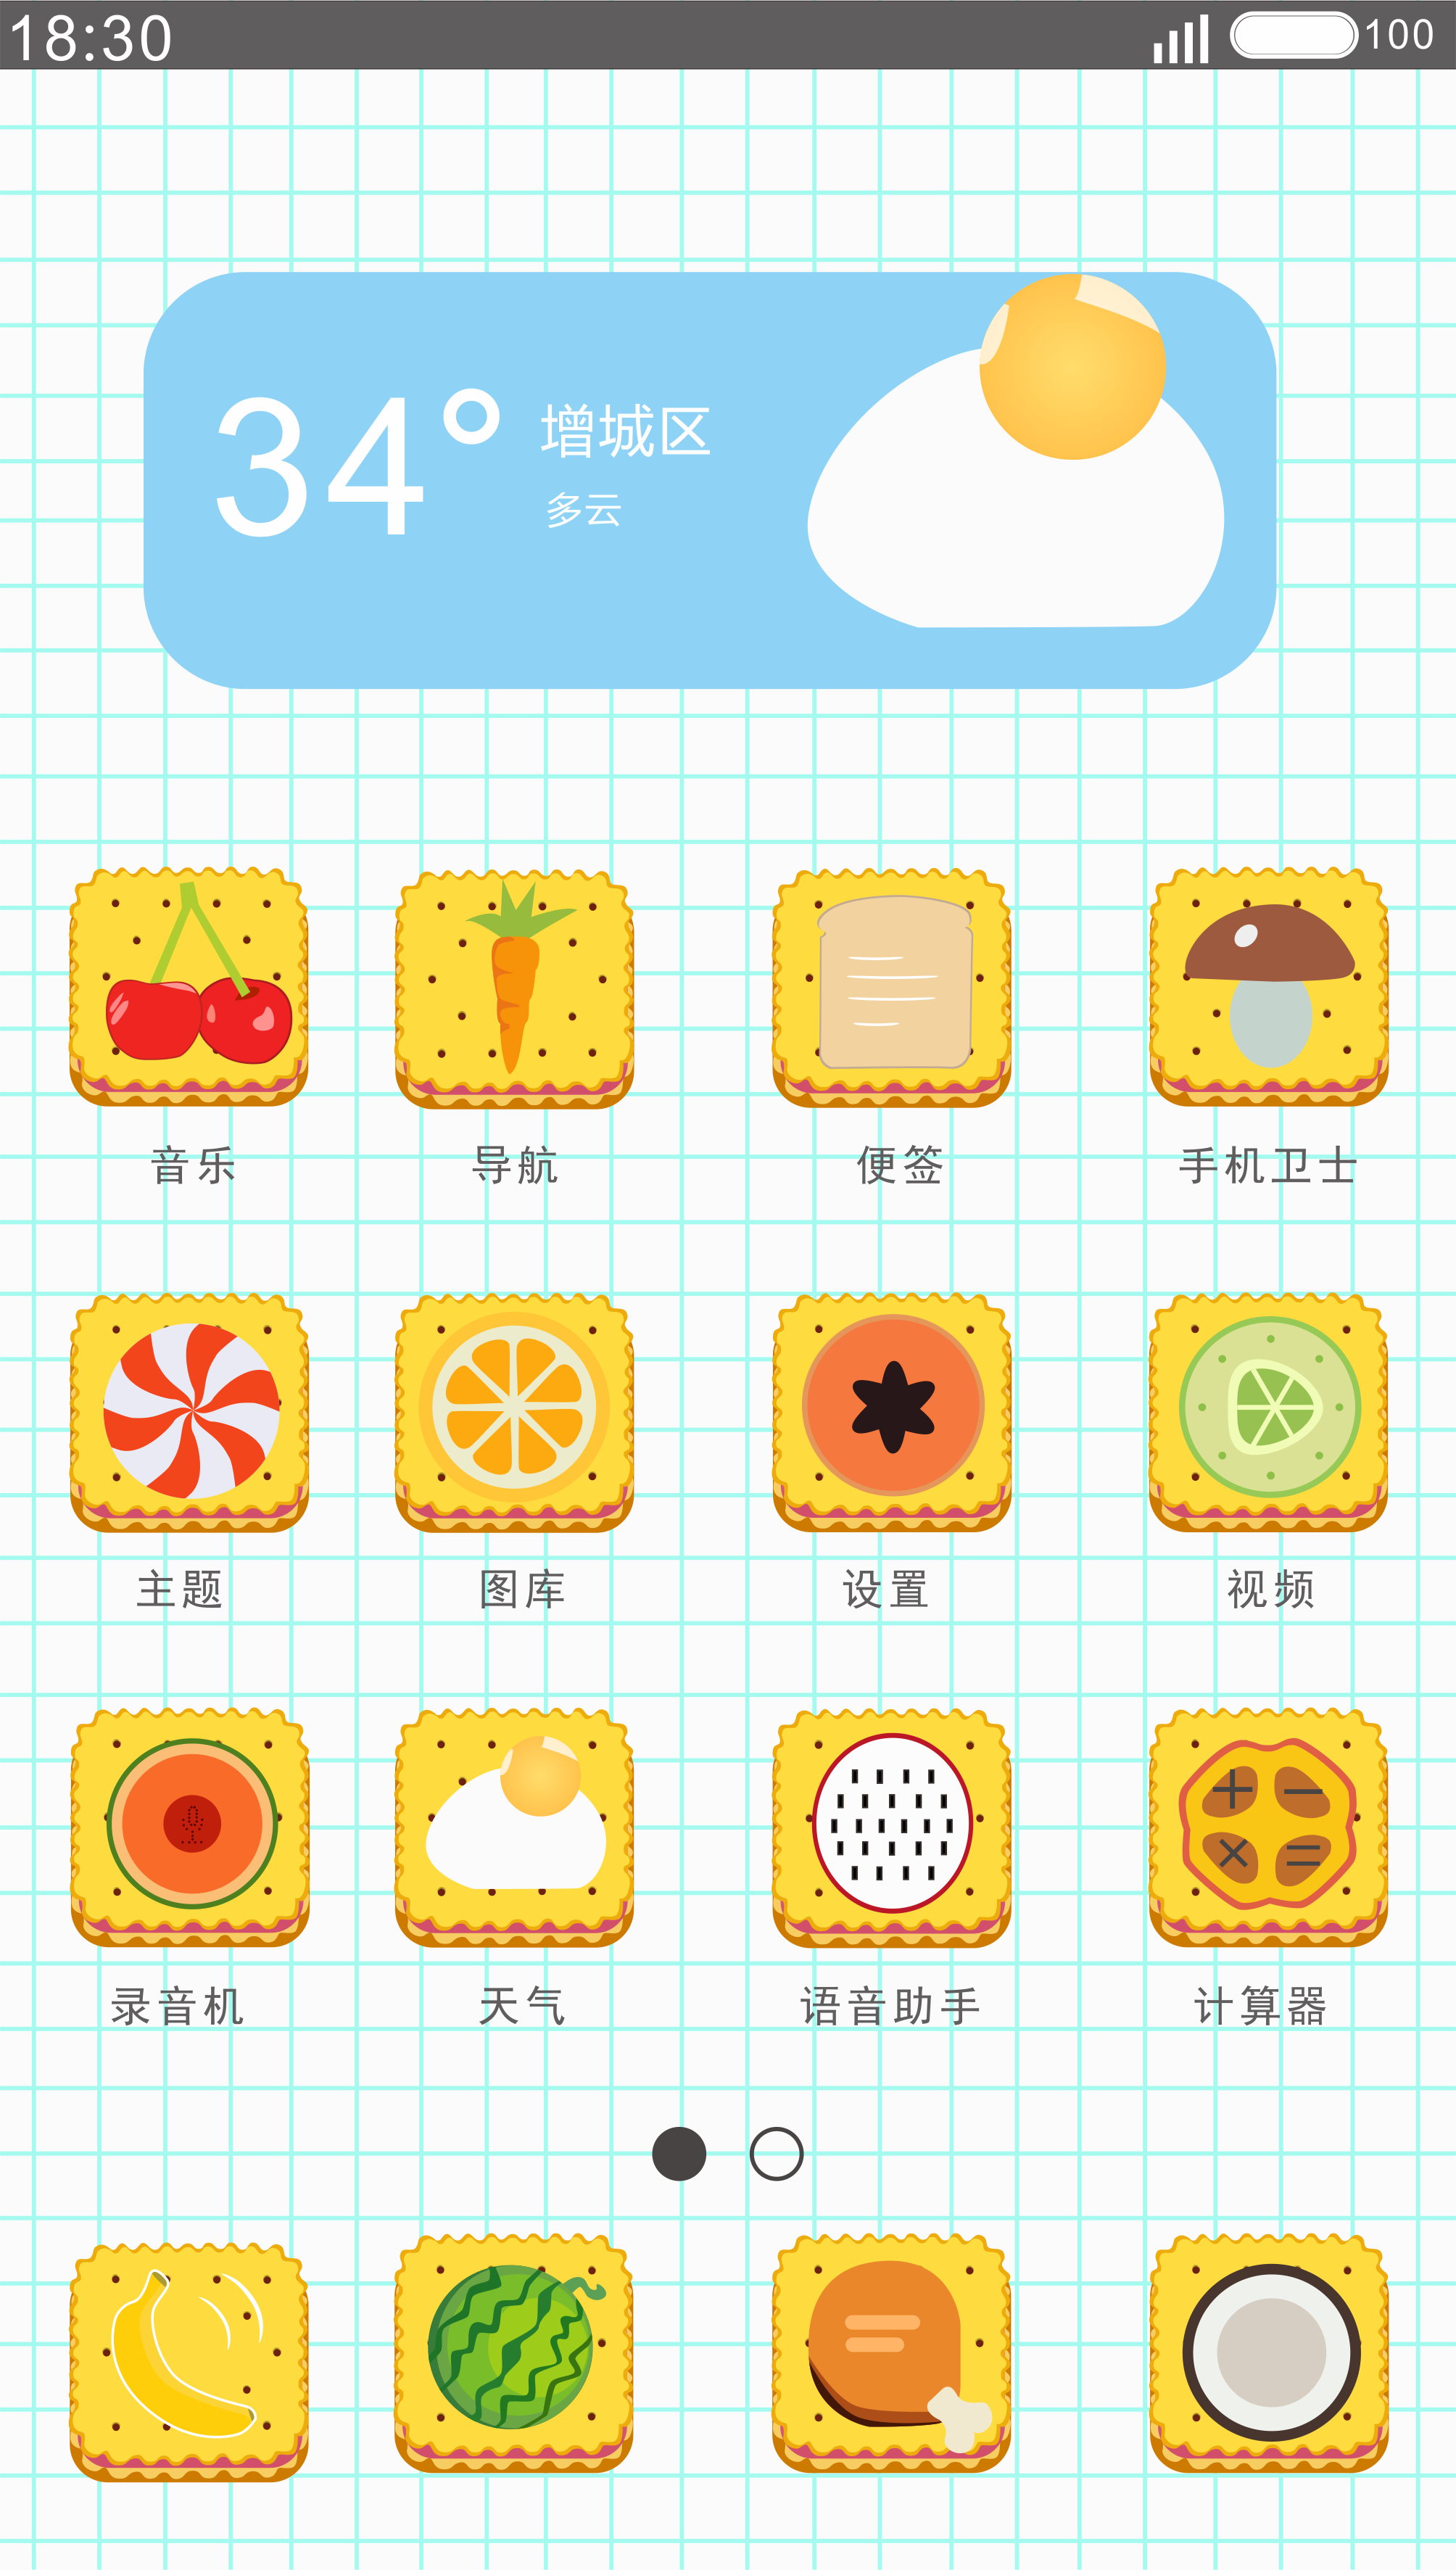 18:30 100
34° 增城区
多云
音乐 导航 便签 手机卫士
主题 图库 设置 视频
录音机 天气 语音助手 计算器